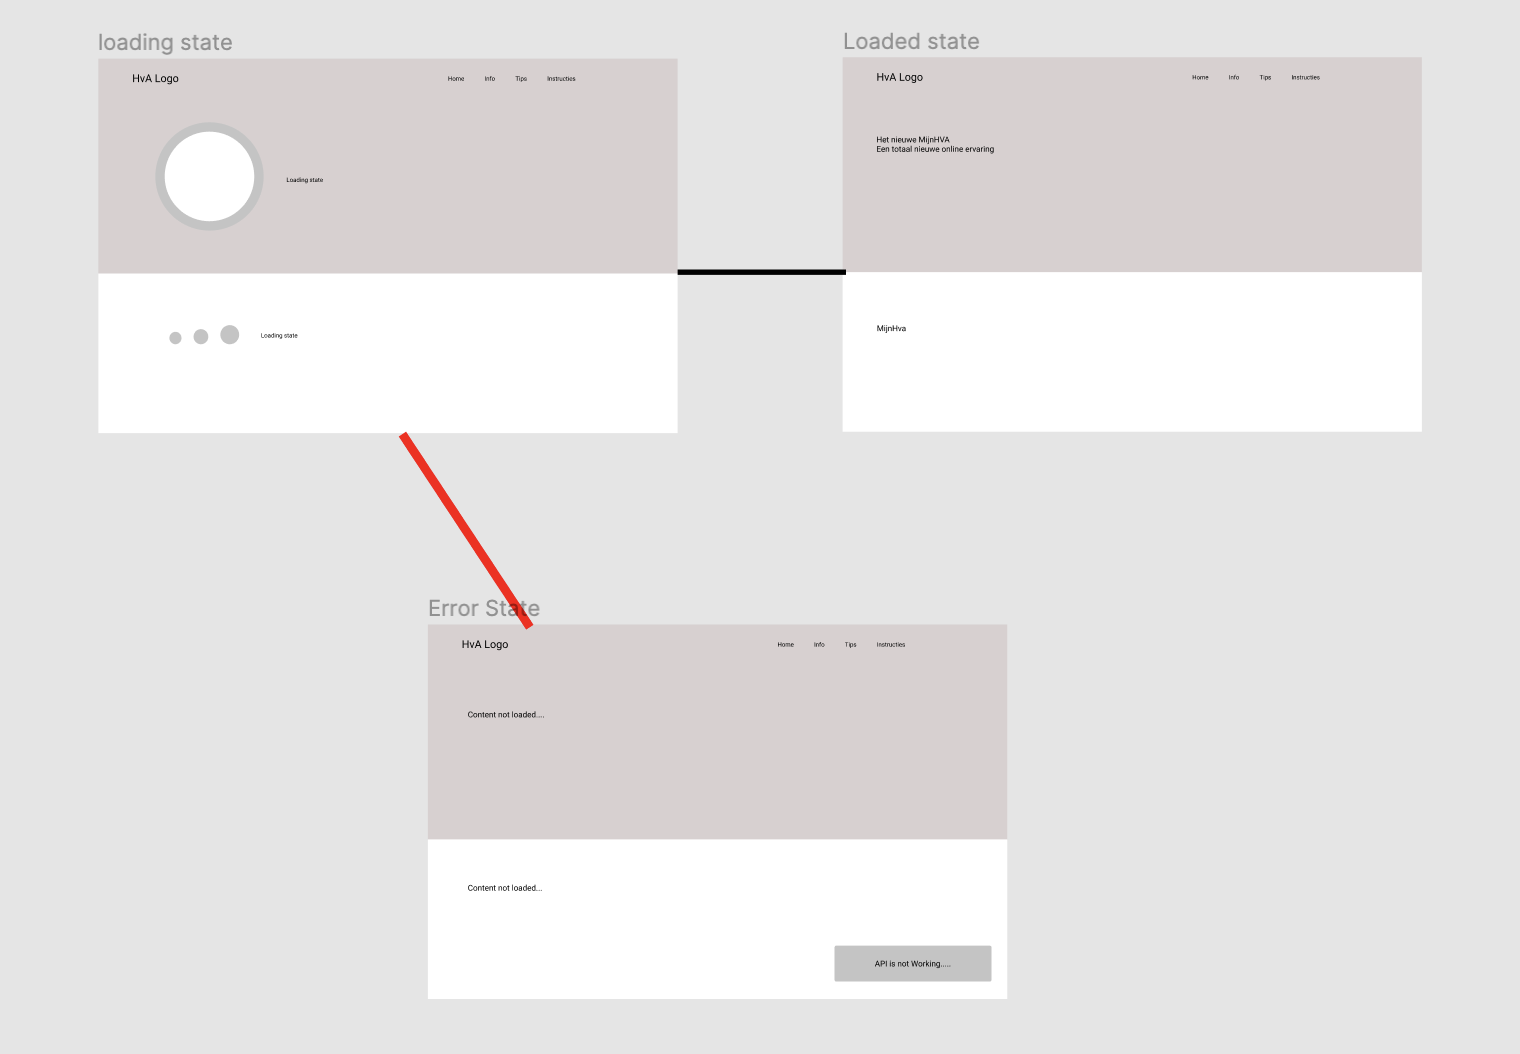 loading state
HvA Logo
Home
Info
Tips
Instructies
Loading state
Loading state
Loaded state
HvA Logo
Home
Info
Tips
Instructies
Het nieuwe MijnHVA
Een totaal nieuwe online ervaring
MijnHva
Error State
HvA Logo
Home
Info
Tips
Instructies
Content not loaded....
Content not loaded...
API is not Working.....